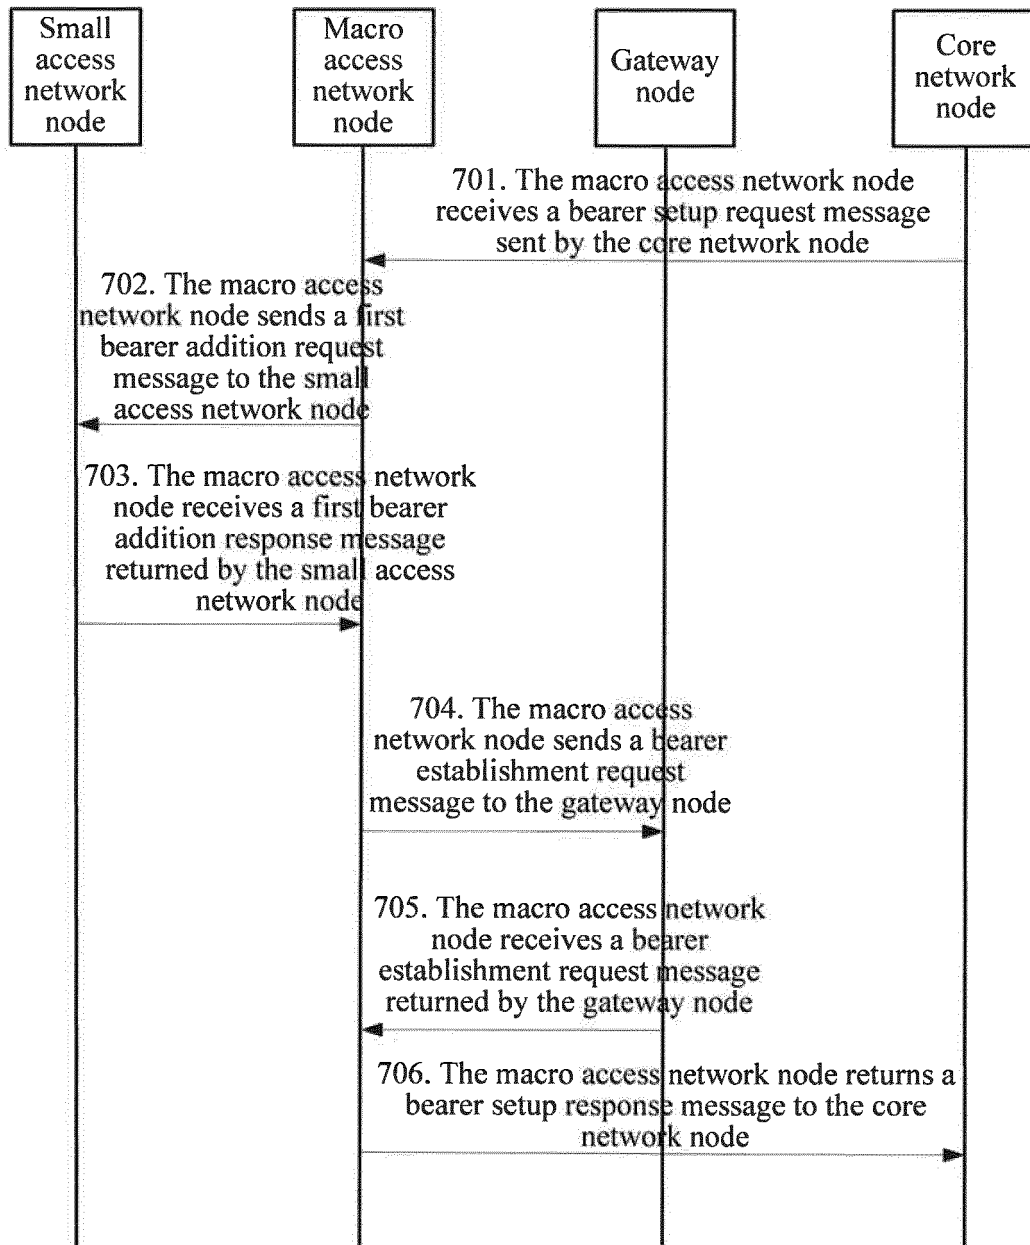 Small
access
network
node
Macro
access
network
node
Gateway
node
Core
network
node
701. The macro access network node
receives a bearer setup request message
sent by the core network node
702. The macro access
network node sends a first
bearer addition request
message to the small
access network node
703. The macro access network
node receives a first bearer
addition response message
returned by the small access
network node
704. The macro access
network node sends a bearer
establishment request
message to the gateway node
705. The macro access network
node receives a bearer
establishment request message
returned by the gateway node
706. The macro access network node returns a
bearer setup response message to the core
network node